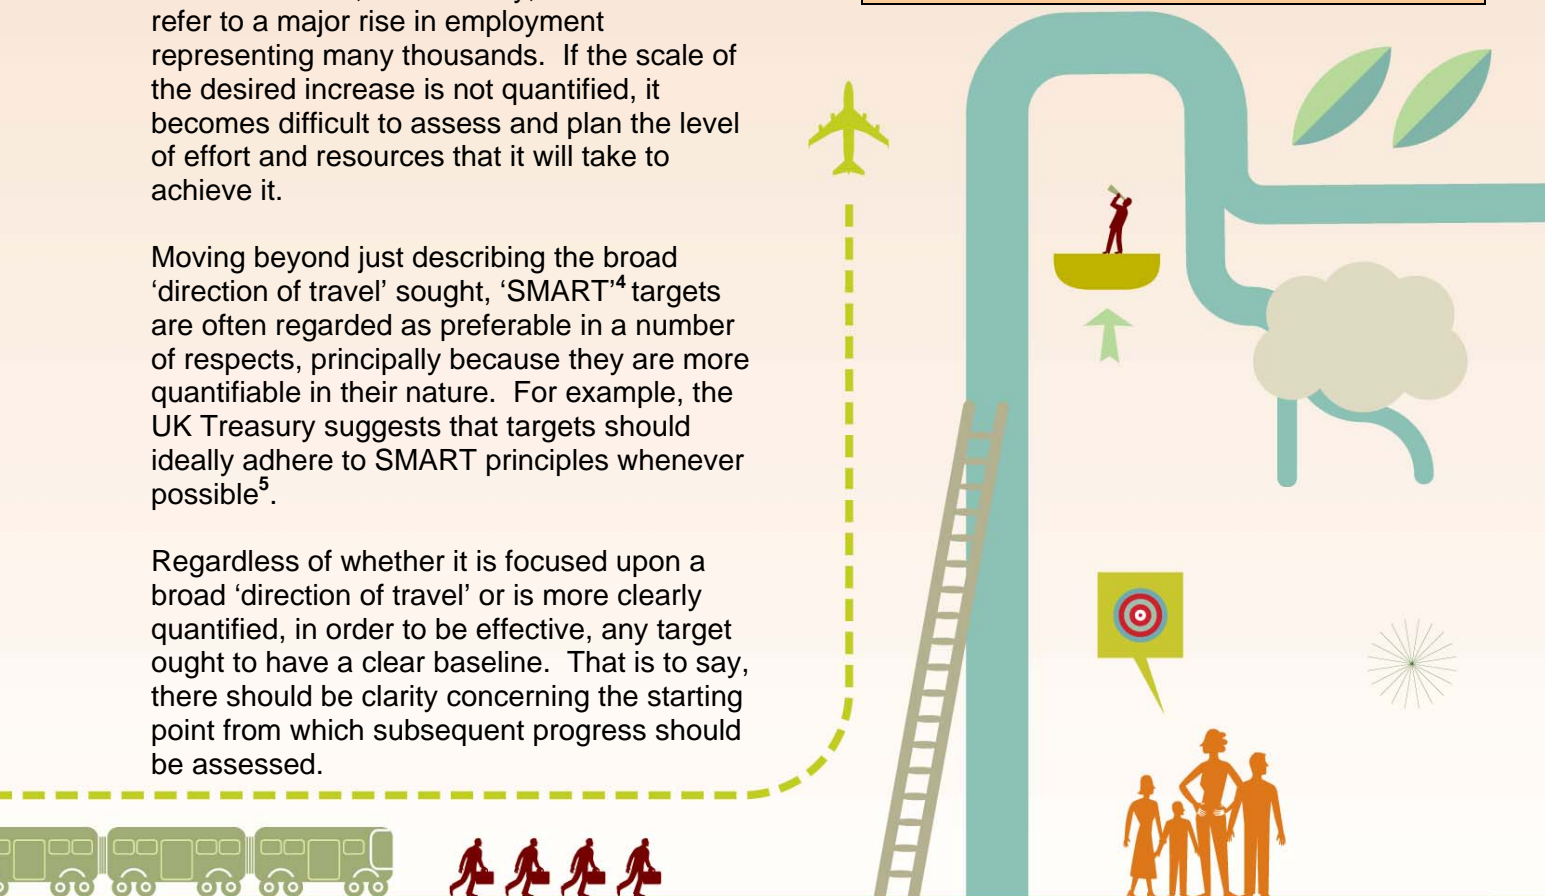 refer to a major rise in employment
representing many thousands.  If the scale of
the desired increase is not quantified, it
becomes difficult to assess and plan the level
of effort and resources that it will take to
achieve it.
Moving beyond just describing the broad
‘direction of travel’ sought, ‘SMART’⁴ targets
are often regarded as preferable in a number
of respects, principally because they are more
quantifiable in their nature.  For example, the
UK Treasury suggests that targets should
ideally adhere to SMART principles whenever
possible⁵.
Regardless of whether it is focused upon a
broad ‘direction of travel’ or is more clearly
quantified, in order to be effective, any target
ought to have a clear baseline.  That is to say,
there should be clarity concerning the starting
point from which subsequent progress should
be assessed.